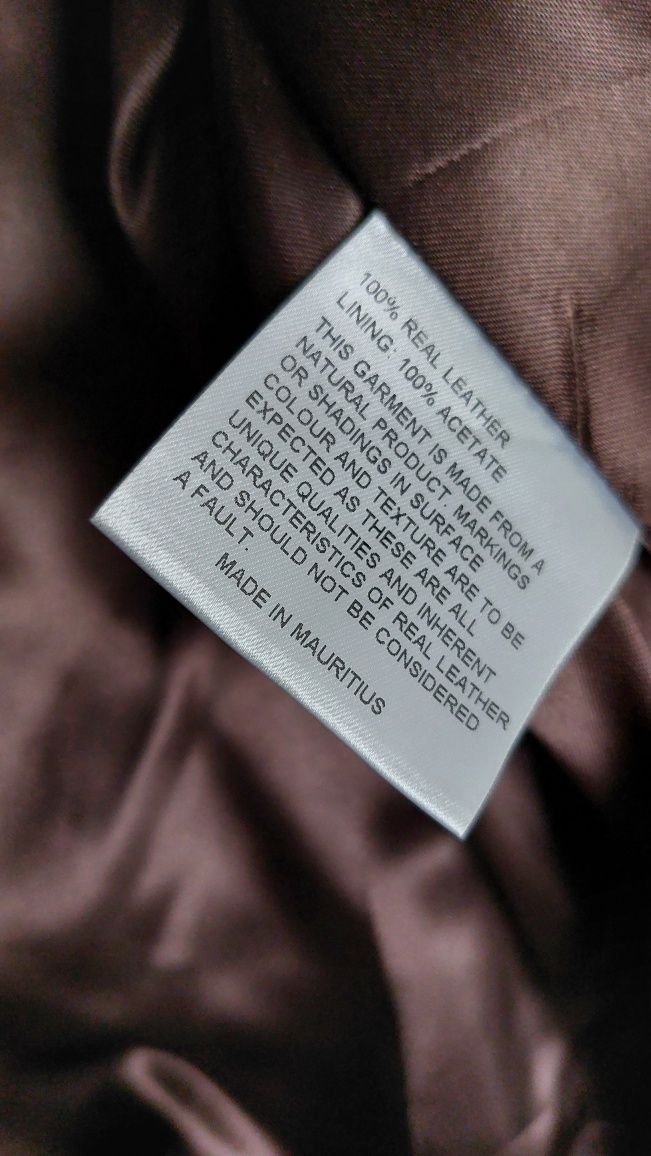 100% REAL LEATHER
LINING: 100% ACETATE
THIS GARMENT IS MADE FROM A
NATURAL PRODUCT. MARKINGS
OR SHADINGS IN SURFACE
COLOUR AND TEXTURE ARE TO BE
EXPECTED AS THESE ARE ALL
UNIQUE QUALITIES AND INHERENT
CHARACTERISTICS OF REAL LEATHER
AND SHOULD NOT BE CONSIDERED
A FAULT.
MADE IN MAURITIUS